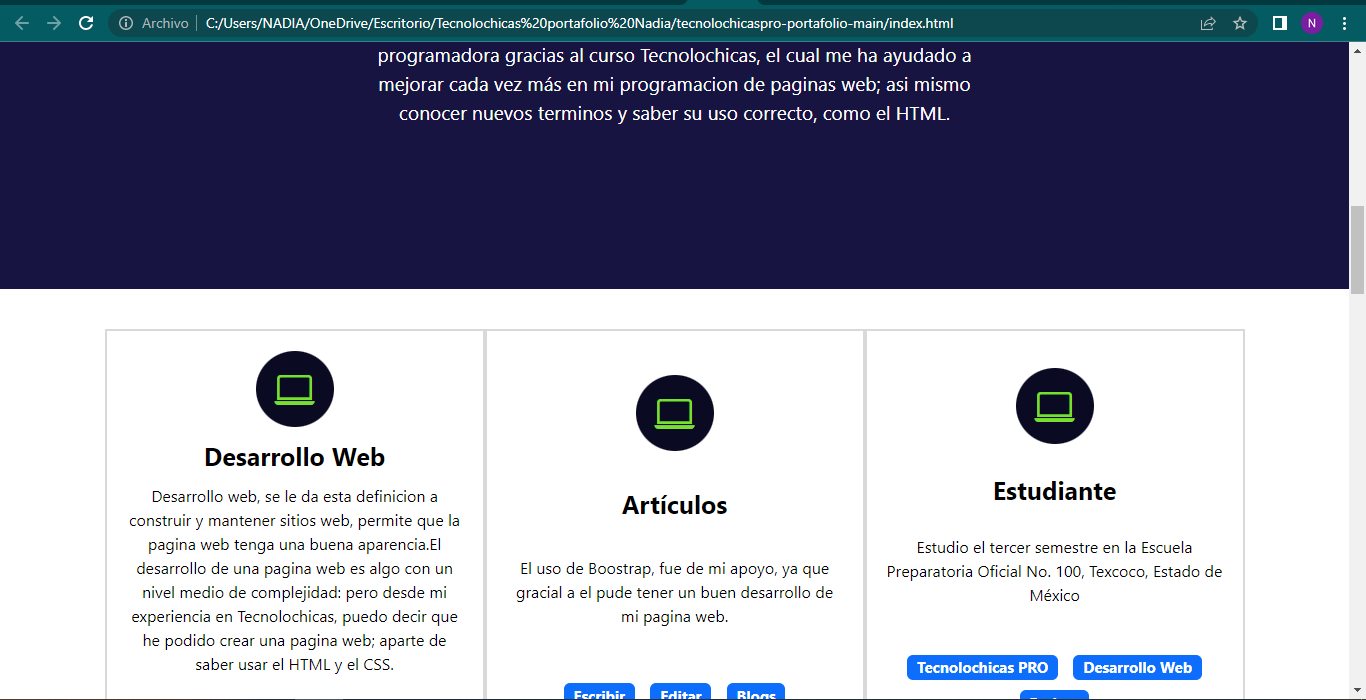 Archivo | C:/Users/NADIA/OneDrive/Escritorio/Tecnolochicas%20portafolio%20Nadia/tecnolochicaspro-portafolio-main/index.html
N
programadora gracias al curso Tecnolochicas, el cual me ha ayudado a
mejorar cada vez más en mi programacion de paginas web; asi mismo
conocer nuevos terminos y saber su uso correcto, como el HTML.
Desarrollo Web
Desarrollo web, se le da esta definicion a
construir y mantener sitios web, permite que la
pagina web tenga una buena aparencia.El
desarrollo de una pagina web es algo con un
nivel medio de complejidad: pero desde mi
experiencia en Tecnolochicas, puedo decir que
he podido crear una pagina web; aparte de
saber usar el HTML y el CSS.
Artículos
El uso de Boostrap, fue de mi apoyo, ya que
gracial a el pude tener un buen desarrollo de
mi pagina web.
Escribir Editar Blogs
Estudiante
Estudio el tercer semestre en la Escuela
Preparatoria Oficial No. 100, Texcoco, Estado de
México
Tecnolochicas PRO Desarrollo Web